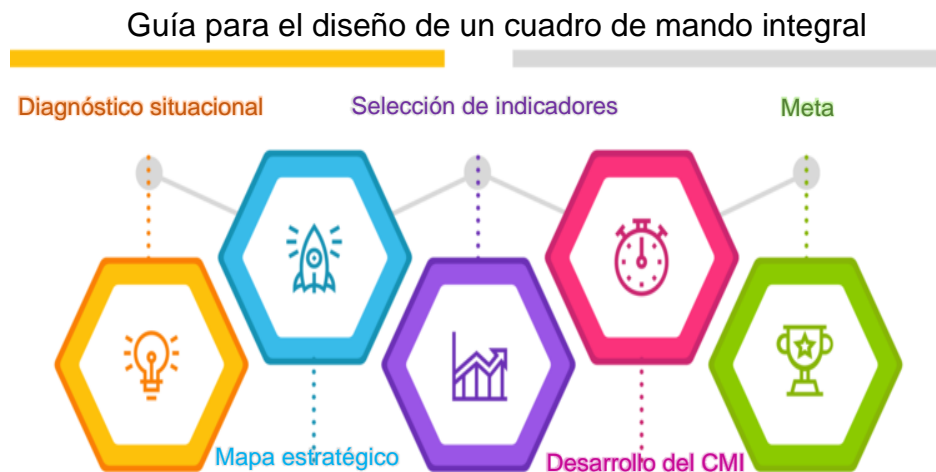 Guía para el diseño de un cuadro de mando integral
Diagnóstico situacional
Selección de indicadores
Meta
Mapa estratégico
Desarrollo del CMI